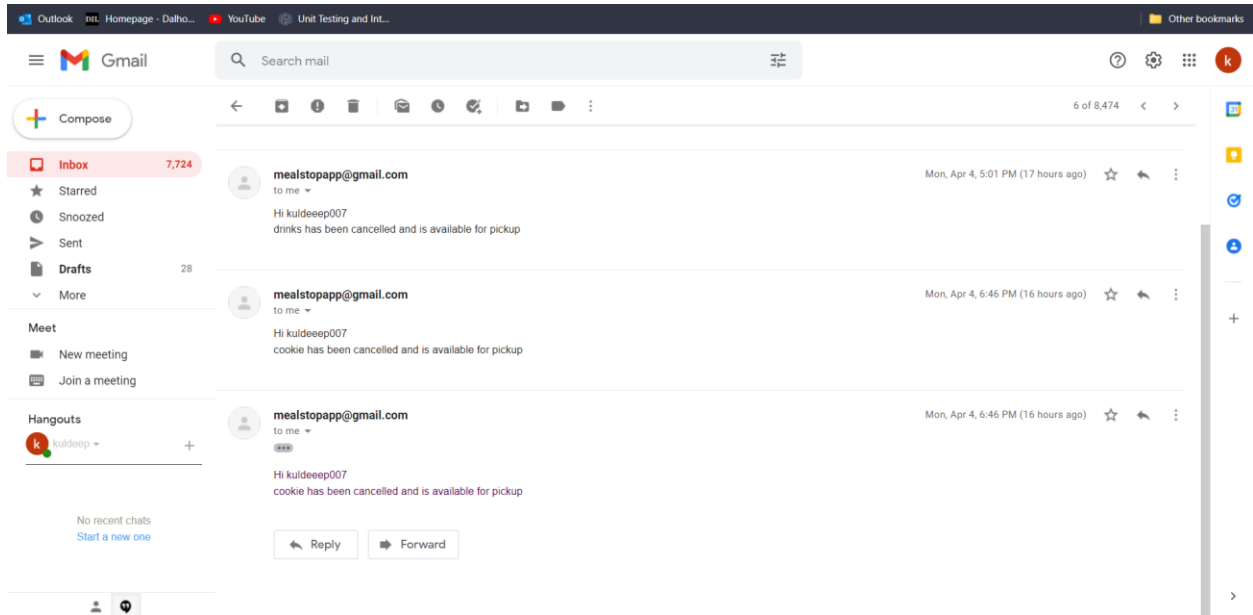 Outlook DEL Homepage - Dalho... YouTube Unit Testing and Int... Other bookmarks
Gmail Search mail k
Compose 6 of 8,474
Inbox 7,724
Starred
Snoozed
Sent
Drafts 28
More
Meet
New meeting
Join a meeting
Hangouts
k kuldeep
No recent chats
Start a new one
mealstopapp@gmail.com Mon, Apr 4, 5:01 PM (17 hours ago)
to me
Hi kuldeeep007
drinks has been cancelled and is available for pickup
mealstopapp@gmail.com Mon, Apr 4, 6:46 PM (16 hours ago)
to me
Hi kuldeeep007
cookie has been cancelled and is available for pickup
mealstopapp@gmail.com Mon, Apr 4, 6:46 PM (16 hours ago)
to me
Hi kuldeeep007
cookie has been cancelled and is available for pickup
Reply Forward
31